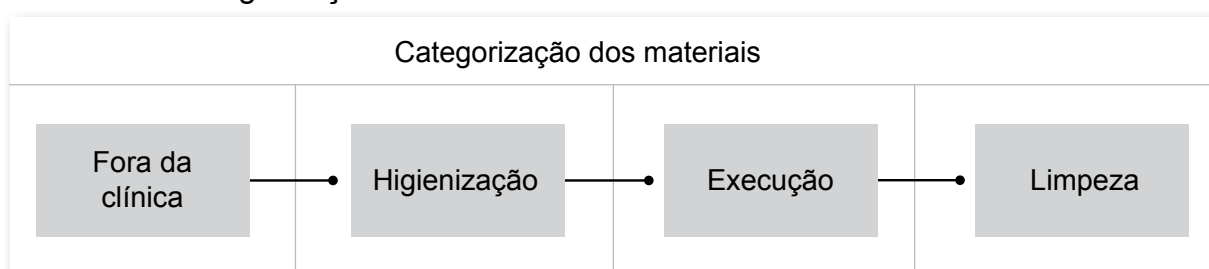 Categorização dos materiais
Fora da
clínica
Higienização
Execução
Limpeza